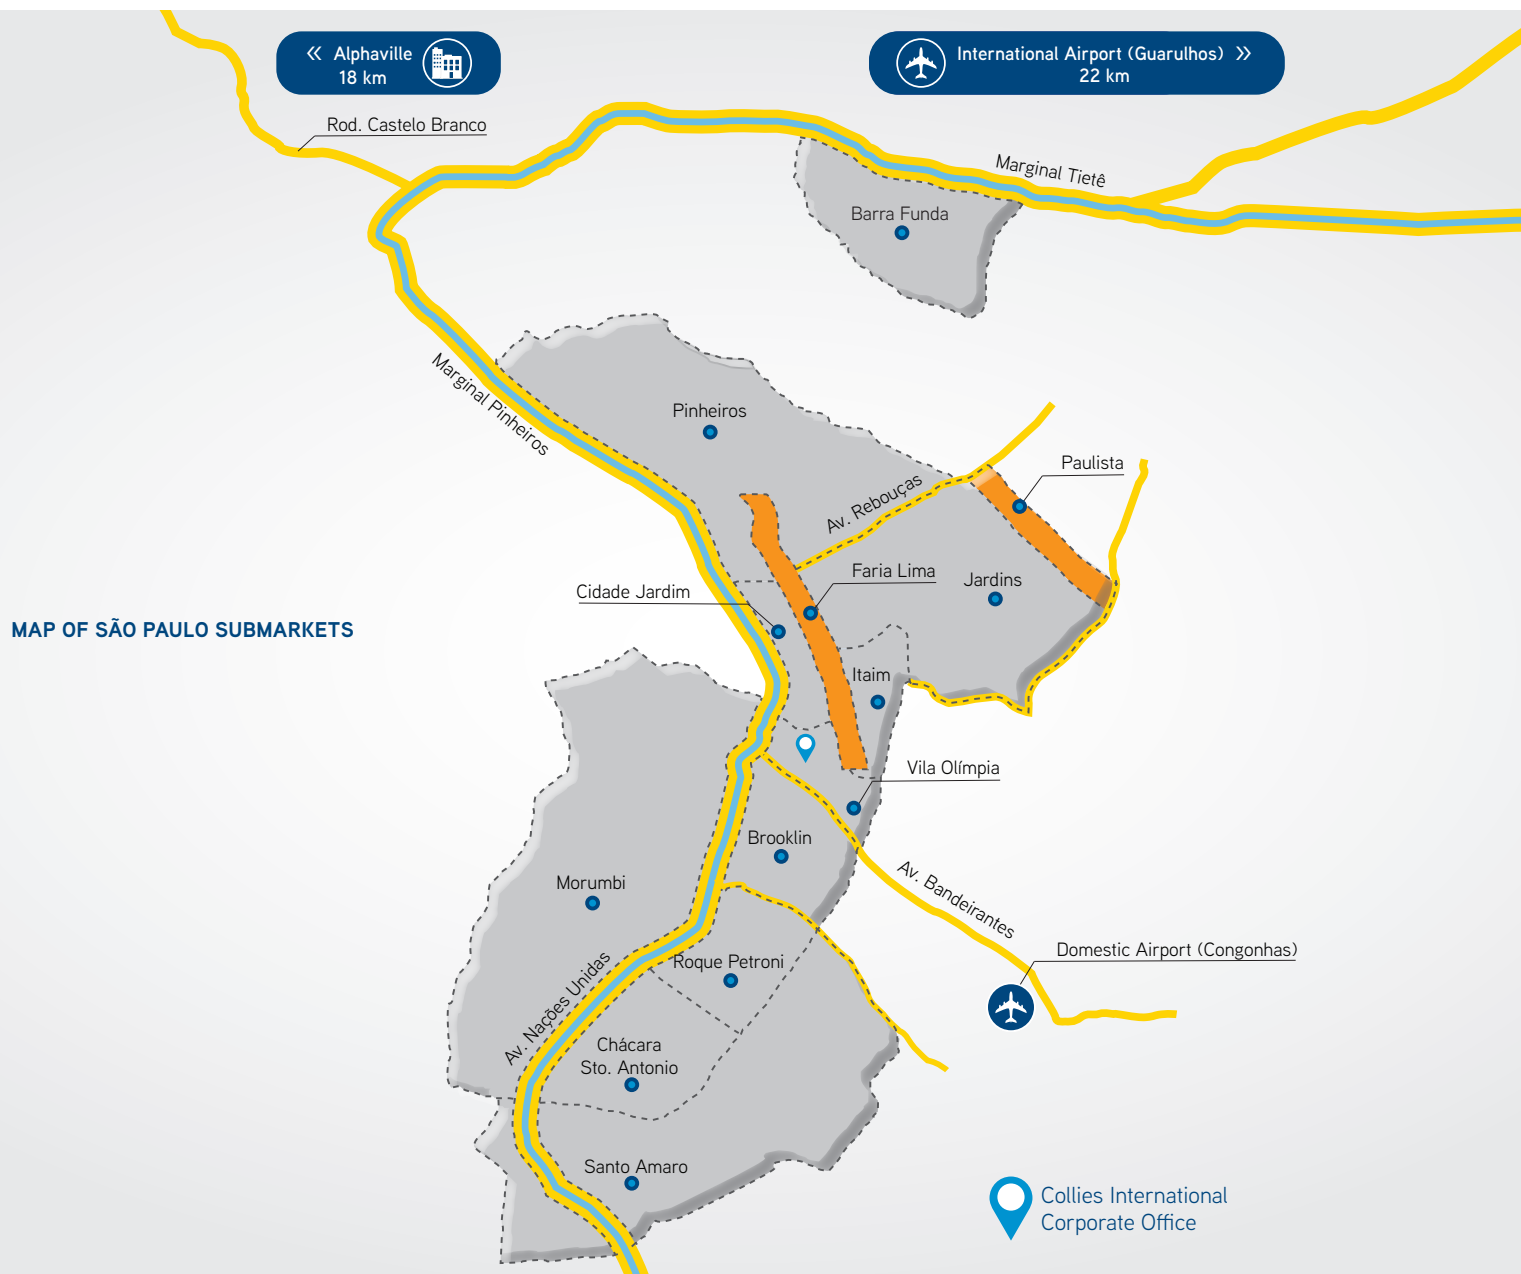 « Alphaville
18 km
International Airport (Guarulhos) »
22 km
Rod. Castelo Branco
Marginal Tietê
Barra Funda
Marginal Pinheiros
Pinheiros
Paulista
Av. Rebouças
Faria Lima
Jardins
Cidade Jardim
MAP OF SÃO PAULO SUBMARKETS
Itaim
Vila Olímpia
Brooklin
Morumbi
Av. Bandeirantes
Domestic Airport (Congonhas)
Roque Petroni
Av. Nações Unidas
Chácara
Sto. Antonio
Santo Amaro
Collies International
Corporate Office